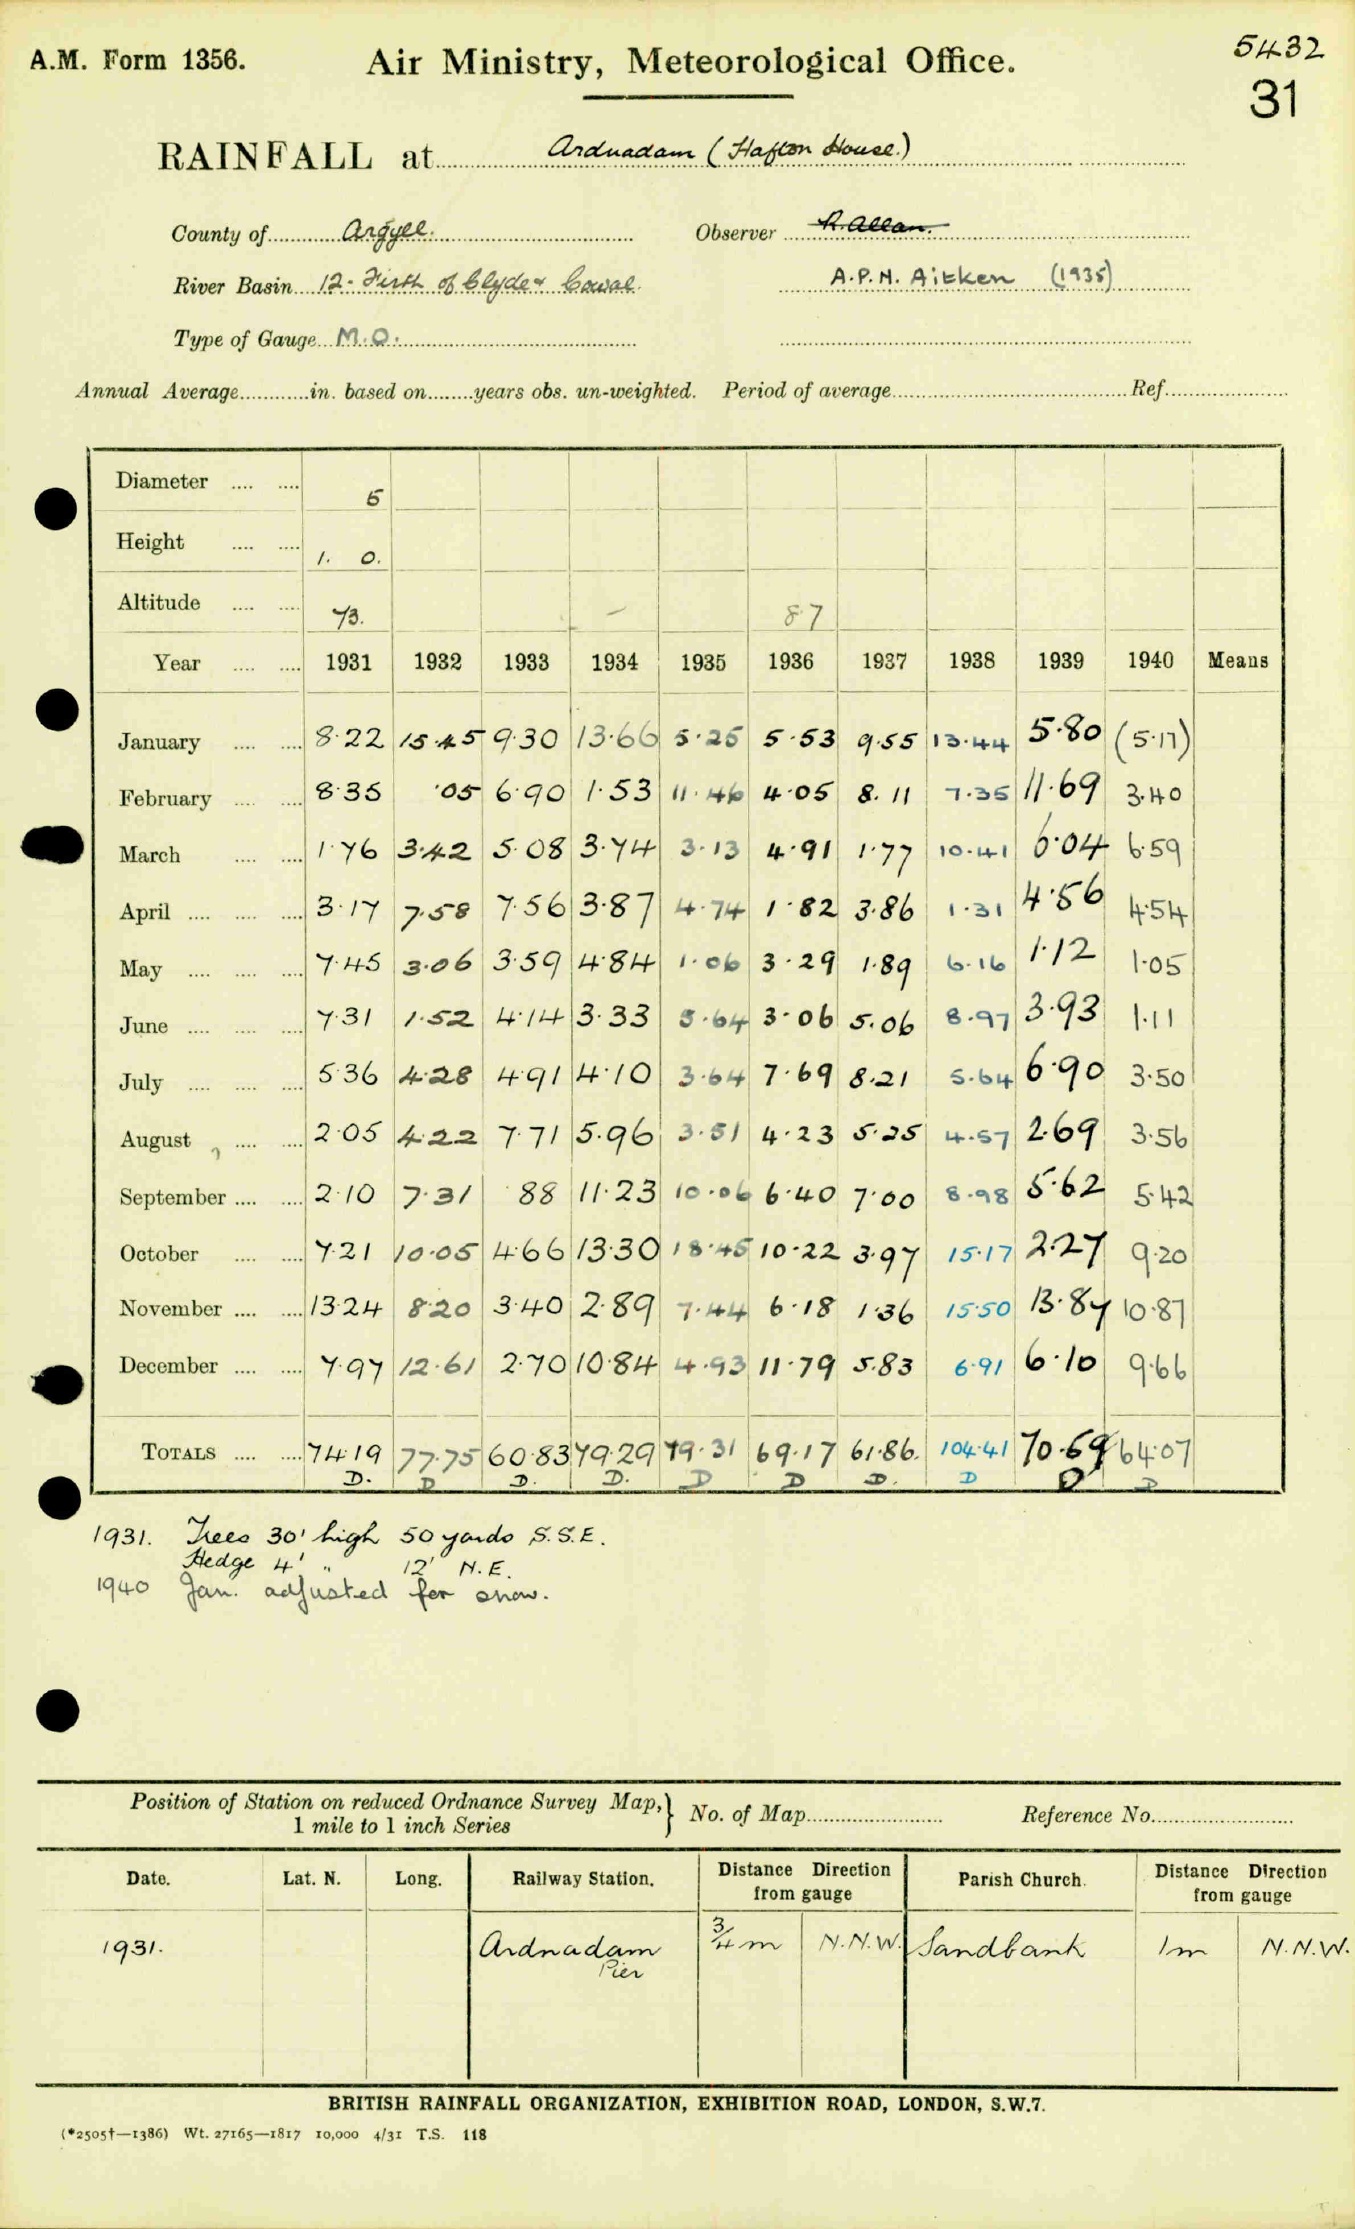 A.M. Form 1356. Air Ministry, Meteorological Office. 5432
31
RAINFALL at Ardnadam (Hafton House.)
County of Argyll. Observer R. Allan.
River Basin 12. Firth of Clyde & Cowal. A.P.N. Aitken (1935)
Type of Gauge M.O.
Annual Average in. based on years obs. un-weighted. Period of average Ref.
Diameter 5
Height 1. 0.
Altitude 73. – 87
Year 1931 1932 1933 1934 1935 1936 1937 1938 1939 1940 Means
January 8·22 15·45 9·30 13·66 5·25 5·53 9·55 13·44 5·80 (5·17)
February 8·35 ·05 6·90 1·53 11·46 4·05 8·11 7·35 11·69 3·40
March 1·76 3·42 5·08 3·74 3·13 4·91 1·77 10·41 6·04 6·59
April 3·17 7·58 7·56 3·87 4·74 1·82 3·86 1·31 4·56 4·54
May 7·45 3·06 3·59 4·84 1·06 3·29 1·89 6·16 1·12 1·05
June 7·31 1·52 4·14 3·33 5·64 3·06 5·06 8·97 3·93 1·11
July 5·36 4·28 4·91 4·10 3·64 7·69 8·21 5·64 6·90 3·50
August 2·05 4·22 7·71 5·96 3·51 4·23 5·25 4·57 2·69 3·56
September 2·10 7·31 ·88 11·23 10·06 6·40 7·00 8·98 5·62 5·42
October 7·21 10·05 4·66 13·30 18·45 10·22 3·97 15·17 2·27 9·20
November 13·24 8·20 3·40 2·89 7·44 6·18 1·36 15·50 13·87 10·87
December 7·97 12·61 2·70 10·84 4·93 11·79 5·83 6·91 6·10 9·66
TOTALS 74·19 77·75 60·83 79·29 79·31 69·17 61·86. 104·41 70·69 64·07
D. D D. D. D D D. D D D
1931. Trees 30' high 50 yards S.S.E.
Hedge 4' " 12' N.E.
1940 Jan. adjusted for snow.
Position of Station on reduced Ordnance Survey Map,} No. of Map Reference No.
1 mile to 1 inch Series
Date. Lat. N. Long. Railway Station. Distance Direction from gauge Parish Church. Distance Direction from gauge
1931. Ardnadam Pier 3/4 m N.N.W. Sandbank 1m N.N.W.
BRITISH RAINFALL ORGANIZATION, EXHIBITION ROAD, LONDON, S.W.7.
(*2505†—1386) Wt. 27165—1817 10,000 4/31 T.S. 118